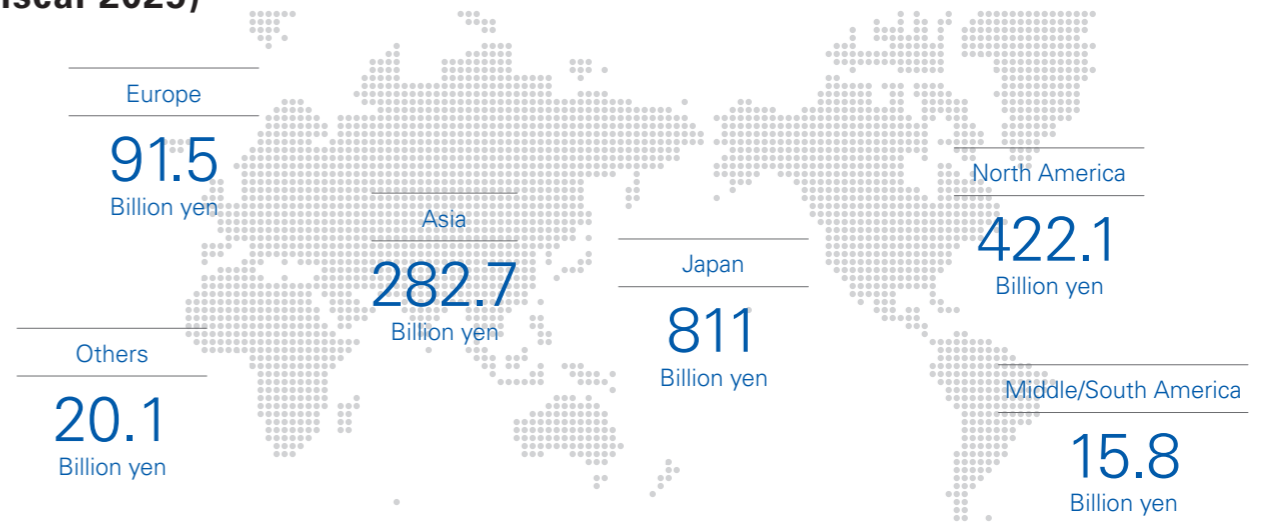 Europe
91.5
Billion yen
Asia
282.7
Billion yen
Japan
811
Billion yen
North America
422.1
Billion yen
Others
20.1
Billion yen
Middle/South America
15.8
Billion yen